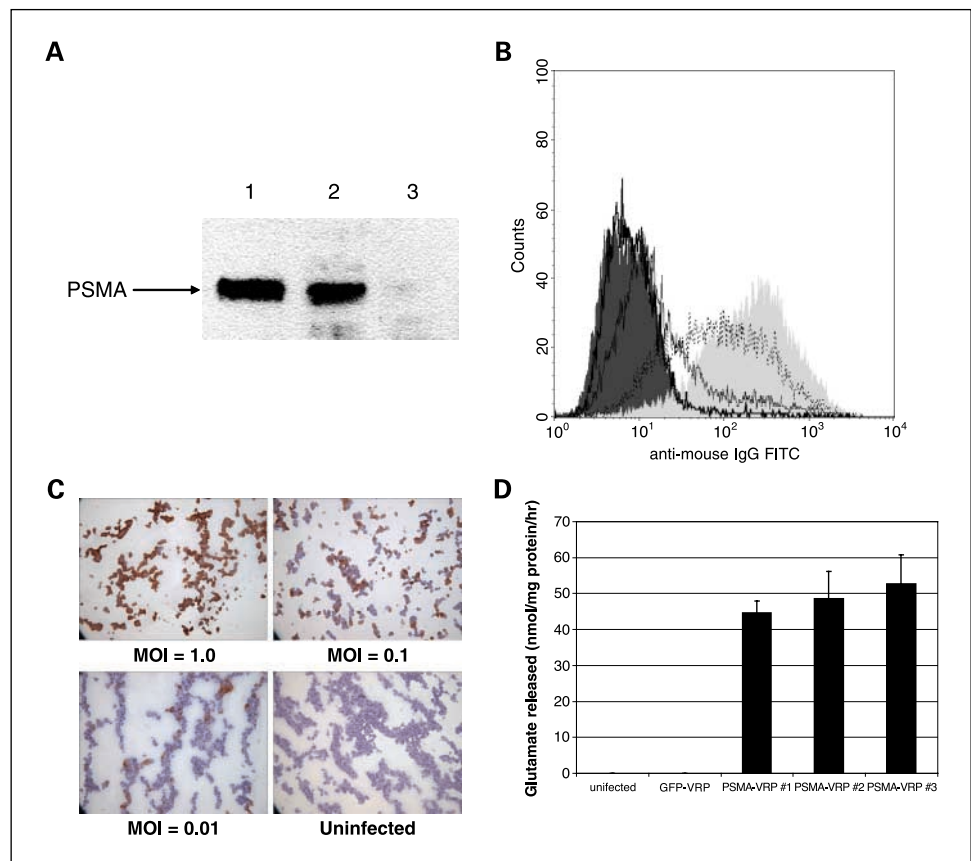 A
1 2 3
PSMA
B
100
80
60
40
20
0
Counts
10^0 10^1 10^2 10^3 10^4
anti-mouse IgG FITC
C
MOI = 1.0
MOI = 0.1
MOI = 0.01
Uninfected
D
Glutamate released (nmol/mg protein/hr)
80
70
60
50
40
30
20
10
0
unifected GFP-VRP PSMA-VRP #1 PSMA-VRP #2 PSMA-VRP #3